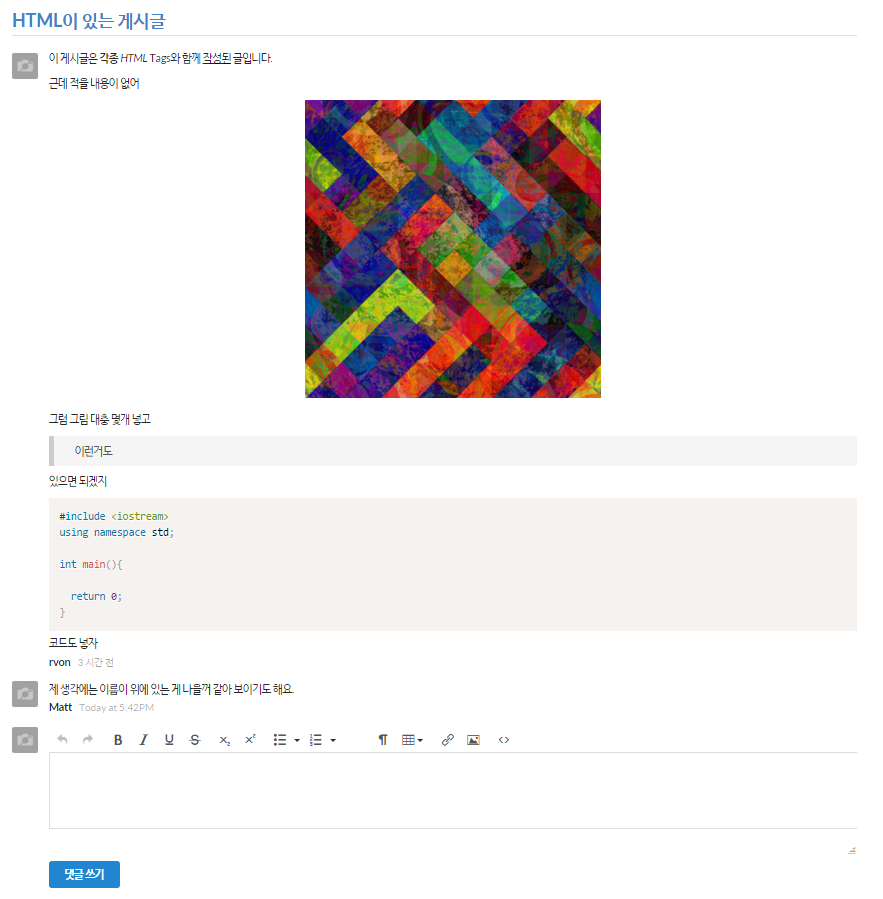 HTML이 있는 게시글
이 게시글은 각종 HTML Tags와 함께 작성된 글입니다.
근데 적을 내용이 없어
그럼 그림 대충 몇개 넣고
이런거도
있으면 되겠지
#include <iostream>
using namespace std;
int main(){
return 0;
}
코드도 넣자
rvon 3 시간 전
제 생각에는 이름이 위에 있는 게 나을꺼 같아 보이기도 해요.
Matt Today at 5:42PM
B I U S x₂ x²
댓글 쓰기